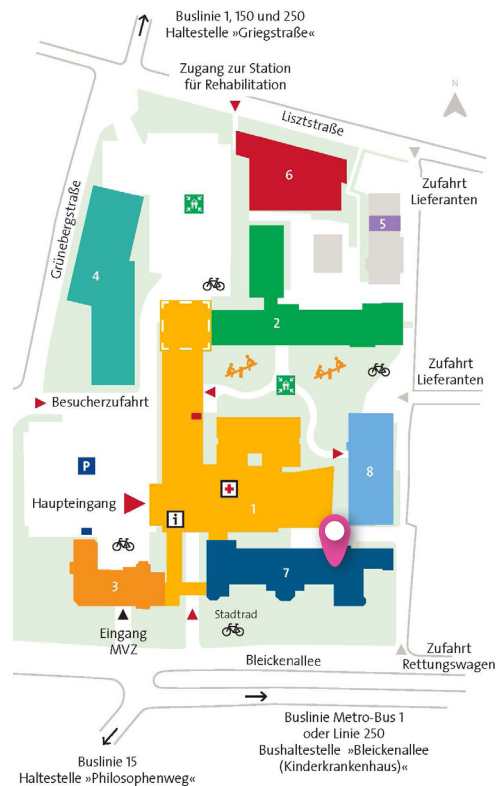 Buslinie 1, 150 und 250
Haltestelle »Griegstraße«
Zugang zur Station
für Rehabilitation
N
Lisztstraße
6
Zufahrt
Lieferanten
Grünebergstraße
5
4
2
Zufahrt
Lieferanten
Besucherzufahrt
P
8
Haupteingang
i
1
7
3
Stadtrad
Eingang
MVZ
Zufahrt
Rettungswagen
Bleickenallee
Buslinie Metro-Bus 1
oder Linie 250
Bushaltestelle »Bleickenallee
(Kinderkrankenhaus)«
Buslinie 15
Haltestelle »Philosophenweg«